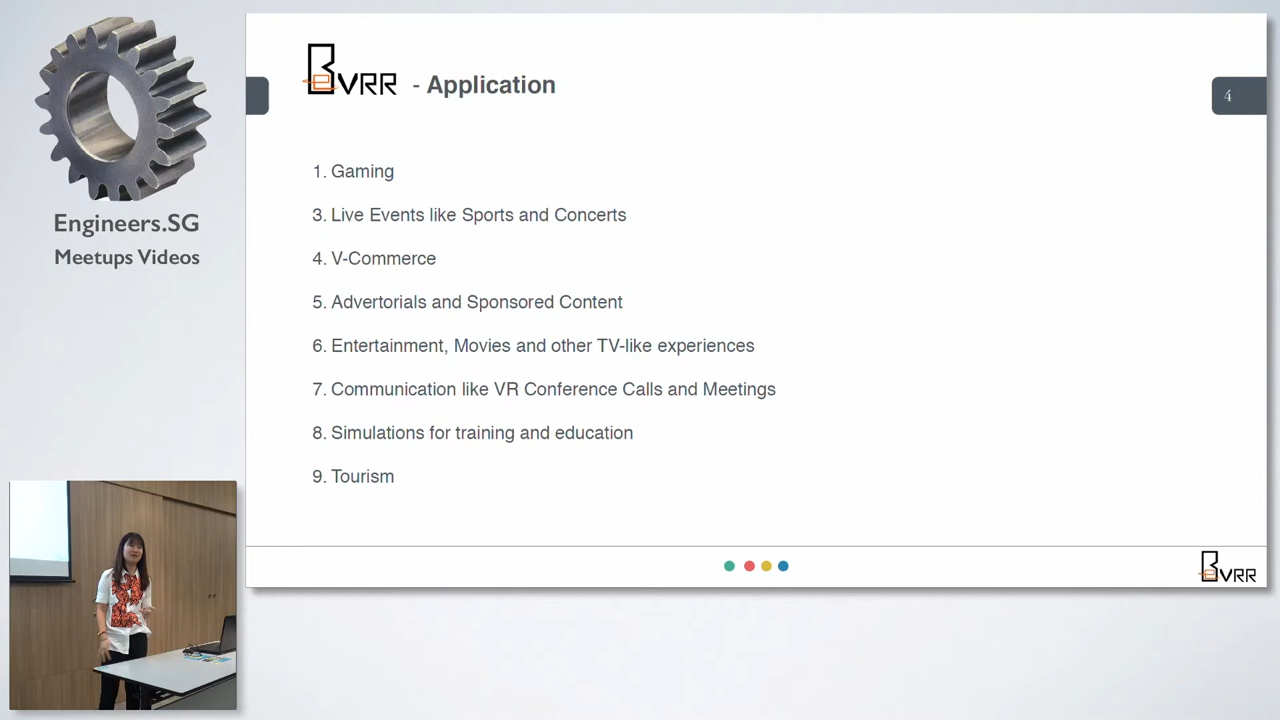 Engineers.SG
Meetups Videos
BeVRR - Application
4
1. Gaming
3. Live Events like Sports and Concerts
4. V-Commerce
5. Advertorials and Sponsored Content
6. Entertainment, Movies and other TV-like experiences
7. Communication like VR Conference Calls and Meetings
8. Simulations for training and education
9. Tourism
BeVRR